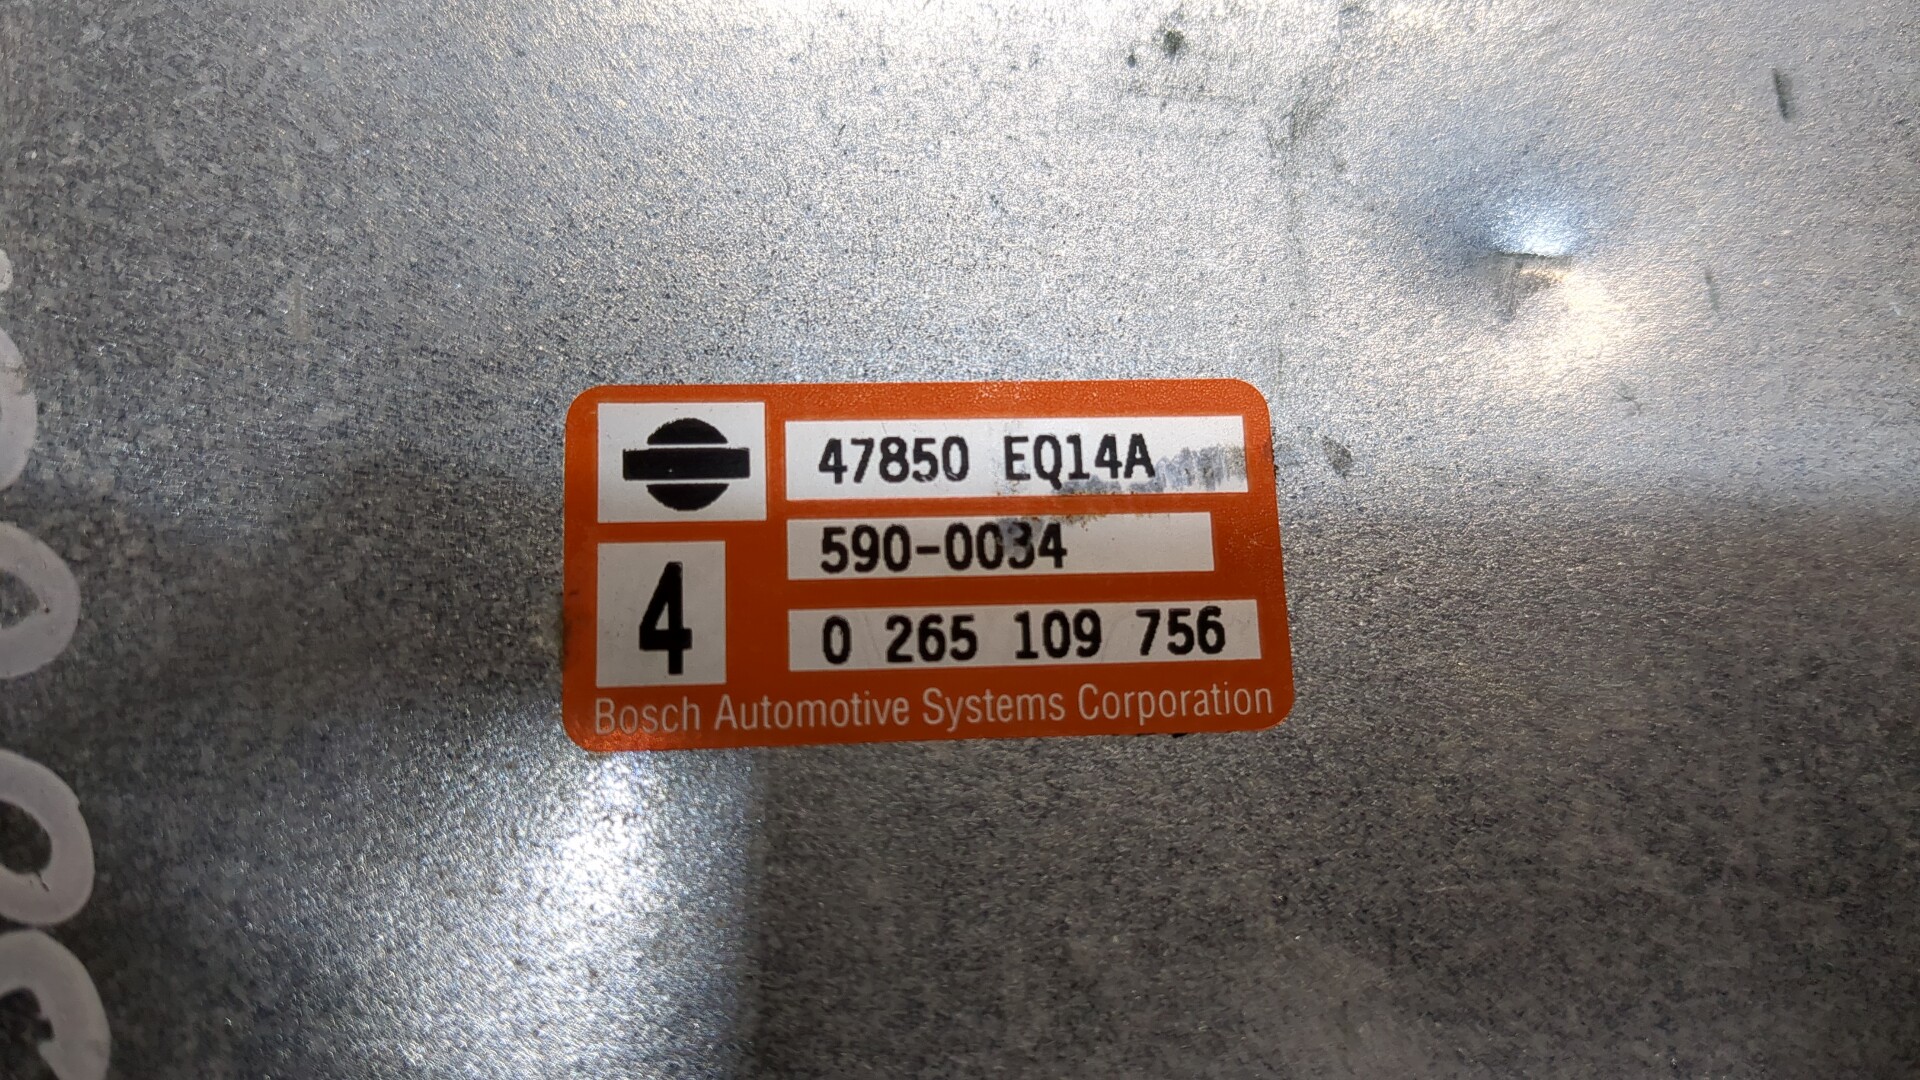 47850 EQ14A
590-0034
4
0 265 109 756
Bosch Automotive Systems Corporation